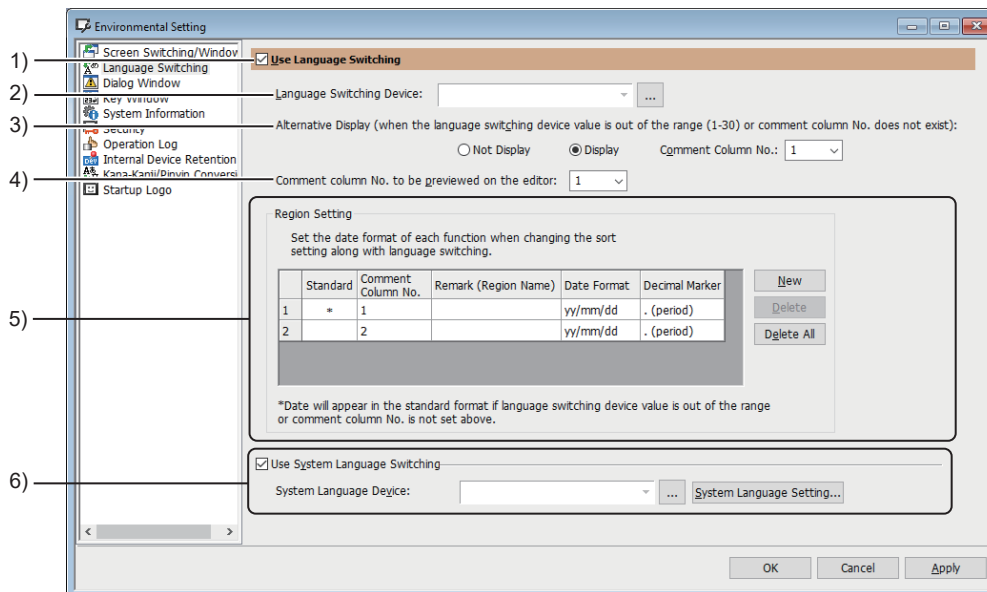 Environmental Setting
Screen Switching/Window
Language Switching
Dialog Window
Key Window
System Information
Security
Operation Log
Internal Device Retention
Kana-Kanji/Pinyin Conversi
Startup Logo
1)
Use Language Switching
2)
Language Switching Device:
...
3)
Alternative Display (when the language switching device value is out of the range (1-30) or comment column No. does not exist):
Not Display Display Comment Column No.: 1
4)
Comment column No. to be previewed on the editor: 1
5)
Region Setting
Set the date format of each function when changing the sort
setting along with language switching.
Standard Comment Column No. Remark (Region Name) Date Format Decimal Marker
1 * 1 yy/mm/dd . (period)
2 2 yy/mm/dd . (period)
New
Delete
Delete All
*Date will appear in the standard format if language switching device value is out of the range
or comment column No. is not set above.
6)
Use System Language Switching
System Language Device: ... System Language Setting...
OK Cancel Apply